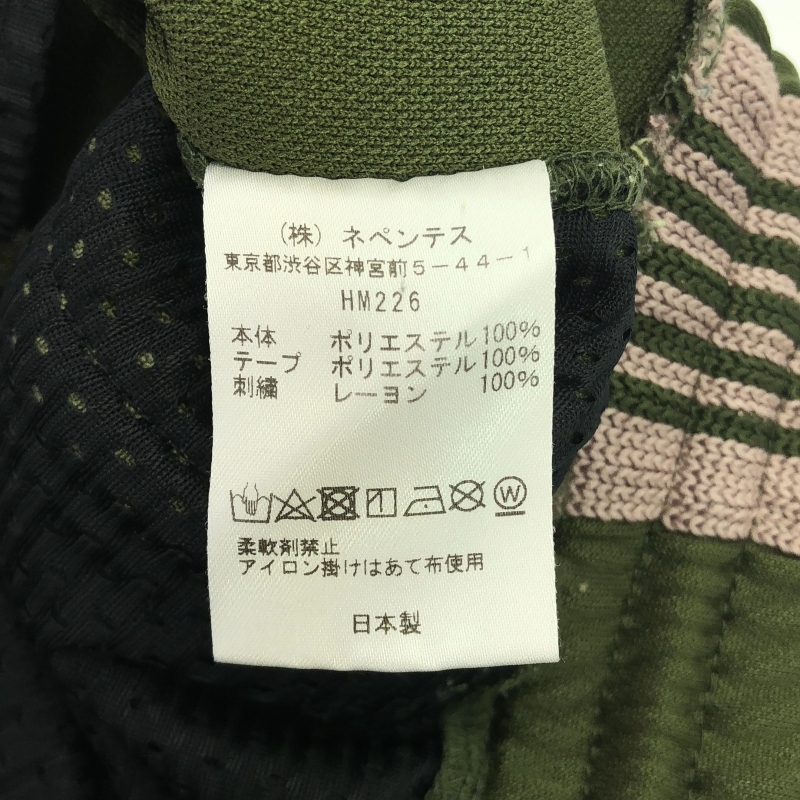 （株）ネペンテス
東京都渋谷区神宮前5－44－1
HM226
本体 ポリエステル100%
テープ ポリエステル100%
刺繍 レーヨン 100%
W
柔軟剤禁止
アイロン掛けはあて布使用
日本製